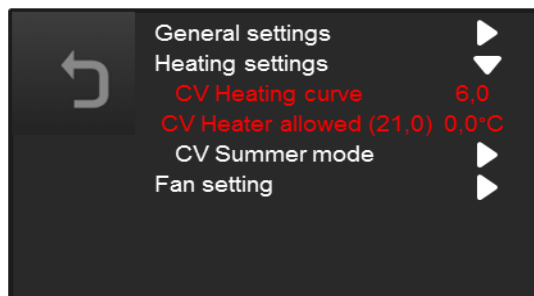 General settings
Heating settings
CV Heating curve 6,0
CV Heater allowed (21,0) 0,0°C
CV Summer mode
Fan setting